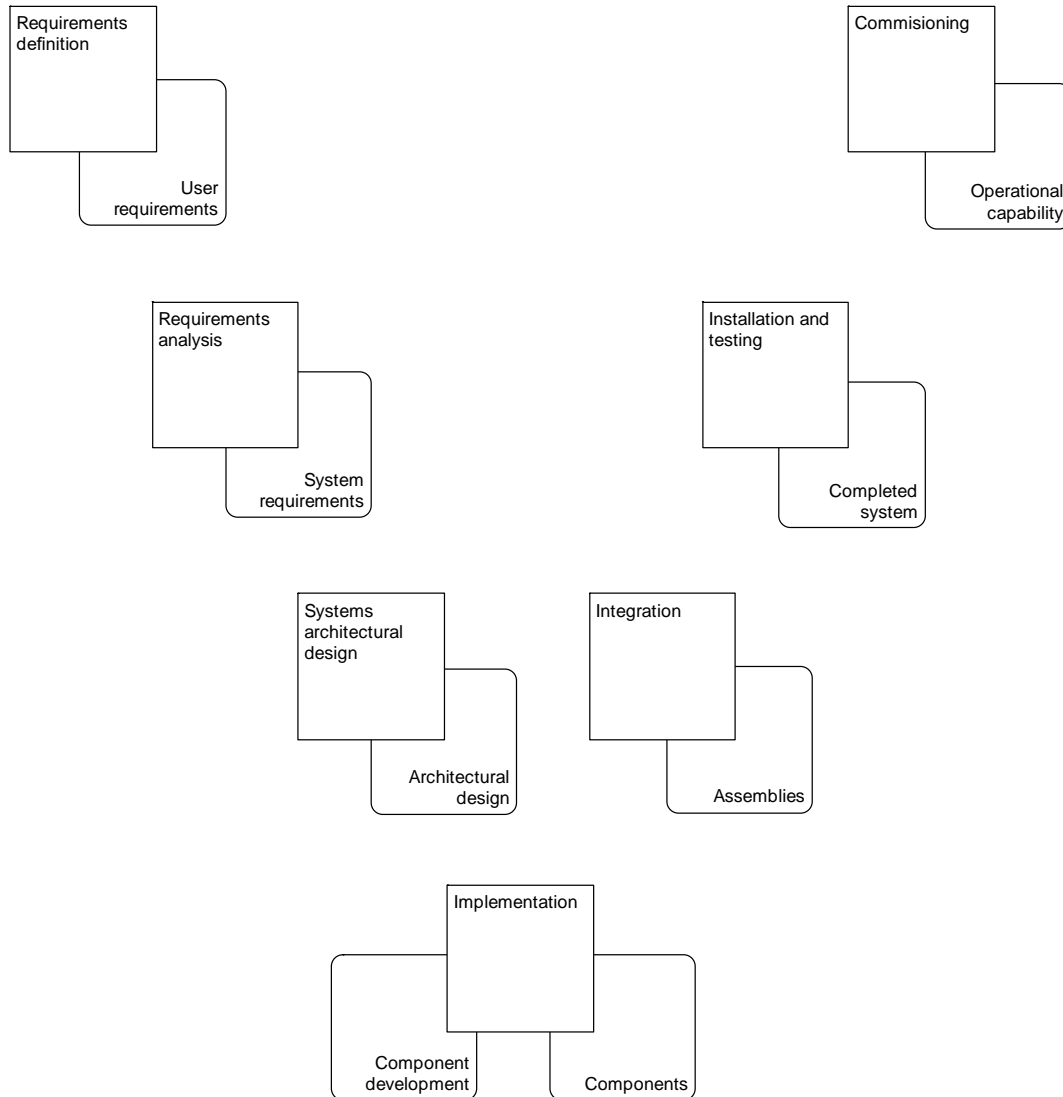 Requirements
definition
Commisioning
User
requirements
Operational
capability
Requirements
analysis
Installation and
testing
System
requirements
Completed
system
Systems
architectural
design
Integration
Architectural
design
Assemblies
Implementation
Component
development
Components